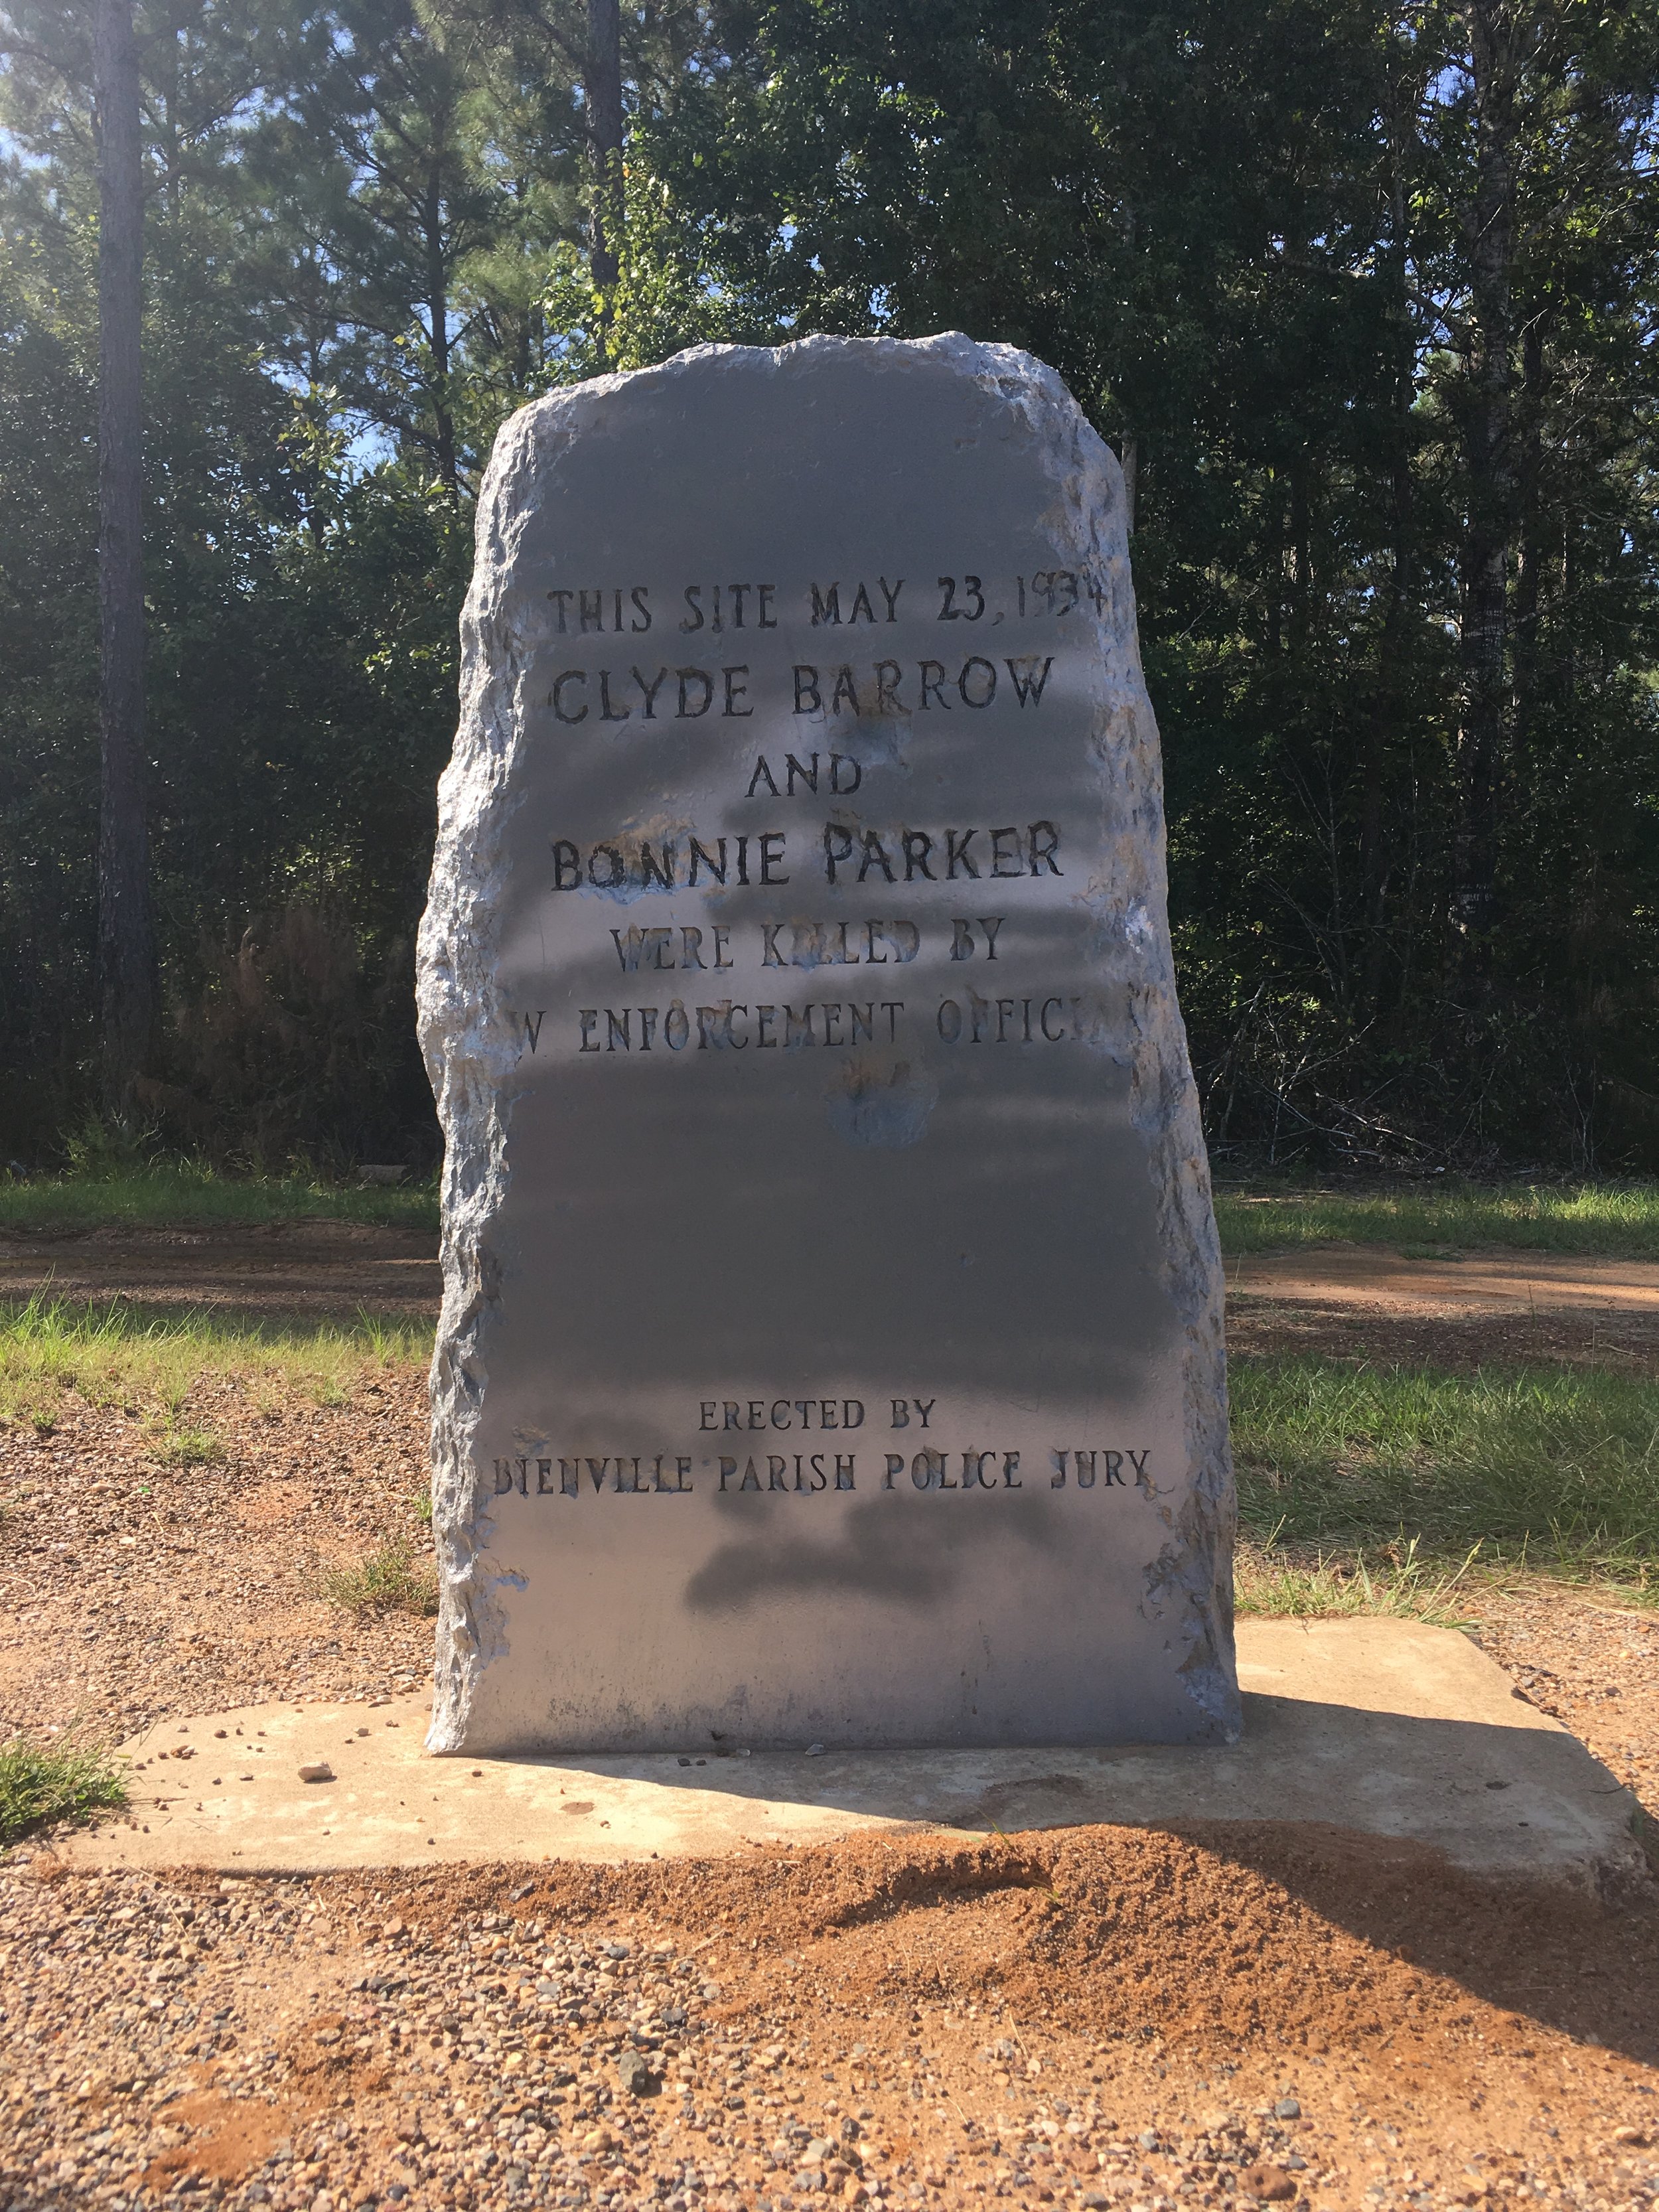 THIS SITE MAY 23, 1934
CLYDE BARROW
AND
BONNIE PARKER
WERE KILLED BY
W ENFORCEMENT OFFICIA
ERECTED BY
BIENVILLE PARISH POLICE JURY